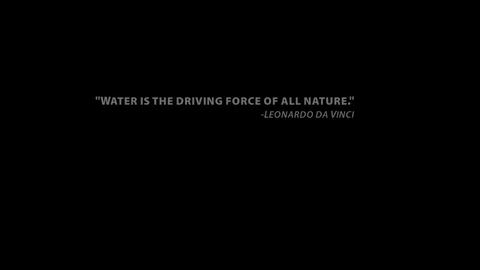 "WATER IS THE DRIVING FORCE OF ALL NATURE."
-LEONARDO DA VINCI